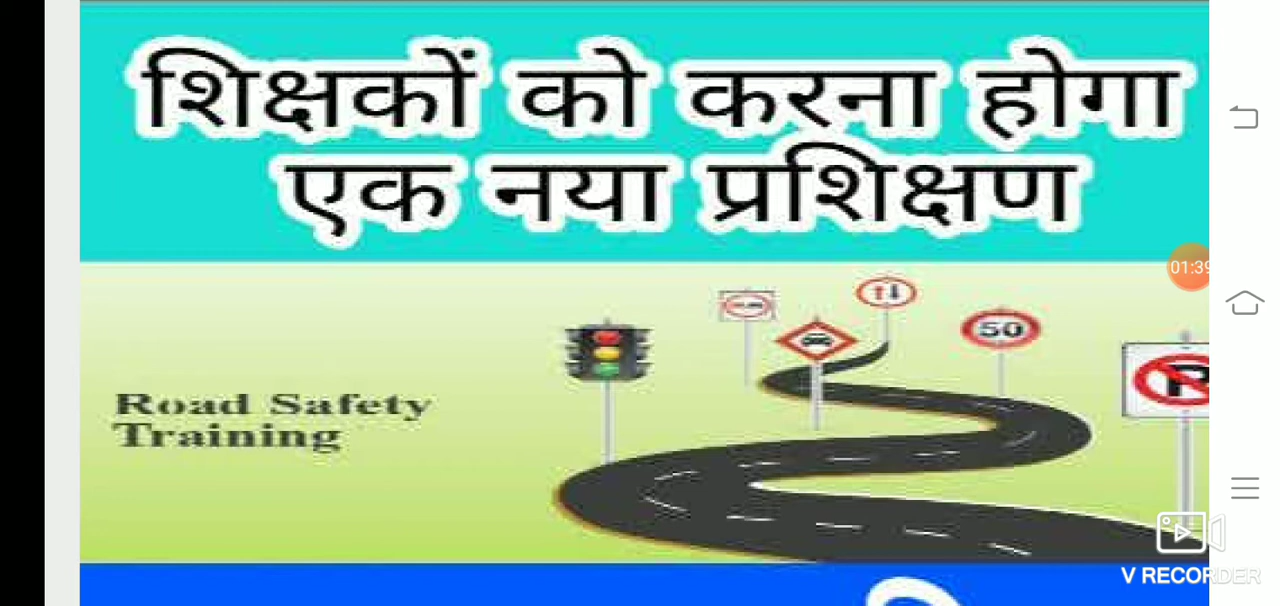 शिक्षकों को करना होगा
एक नया प्रशिक्षण
01:39
50
P
Road Safety
Training
V RECORDER